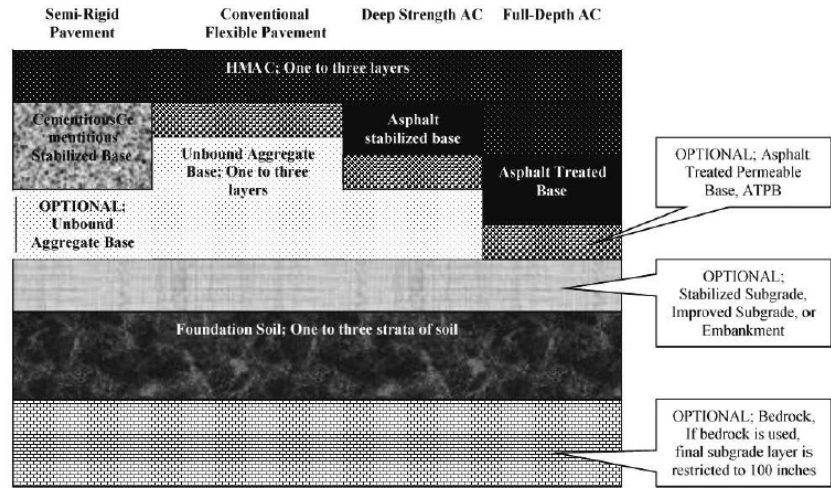 Semi-Rigid
Pavement
Conventional
Flexible Pavement
Deep Strength AC
Full-Depth AC
HMAC; One to three layers
CementitousCe
mentitious
Stabilized Base
Unbound Aggregate
Base; One to three
layers
Asphalt
stabilized base
Asphalt Treated
Base
OPTIONAL;
Unbound
Aggregate Base
OPTIONAL; Asphalt
Treated Permeable
Base, ATPB
OPTIONAL;
Stabilized Subgrade,
Improved Subgrade, or
Embankment
Foundation Soil; One to three strata of soil
OPTIONAL; Bedrock,
If bedrock is used,
final subgrade layer is
restricted to 100 inches